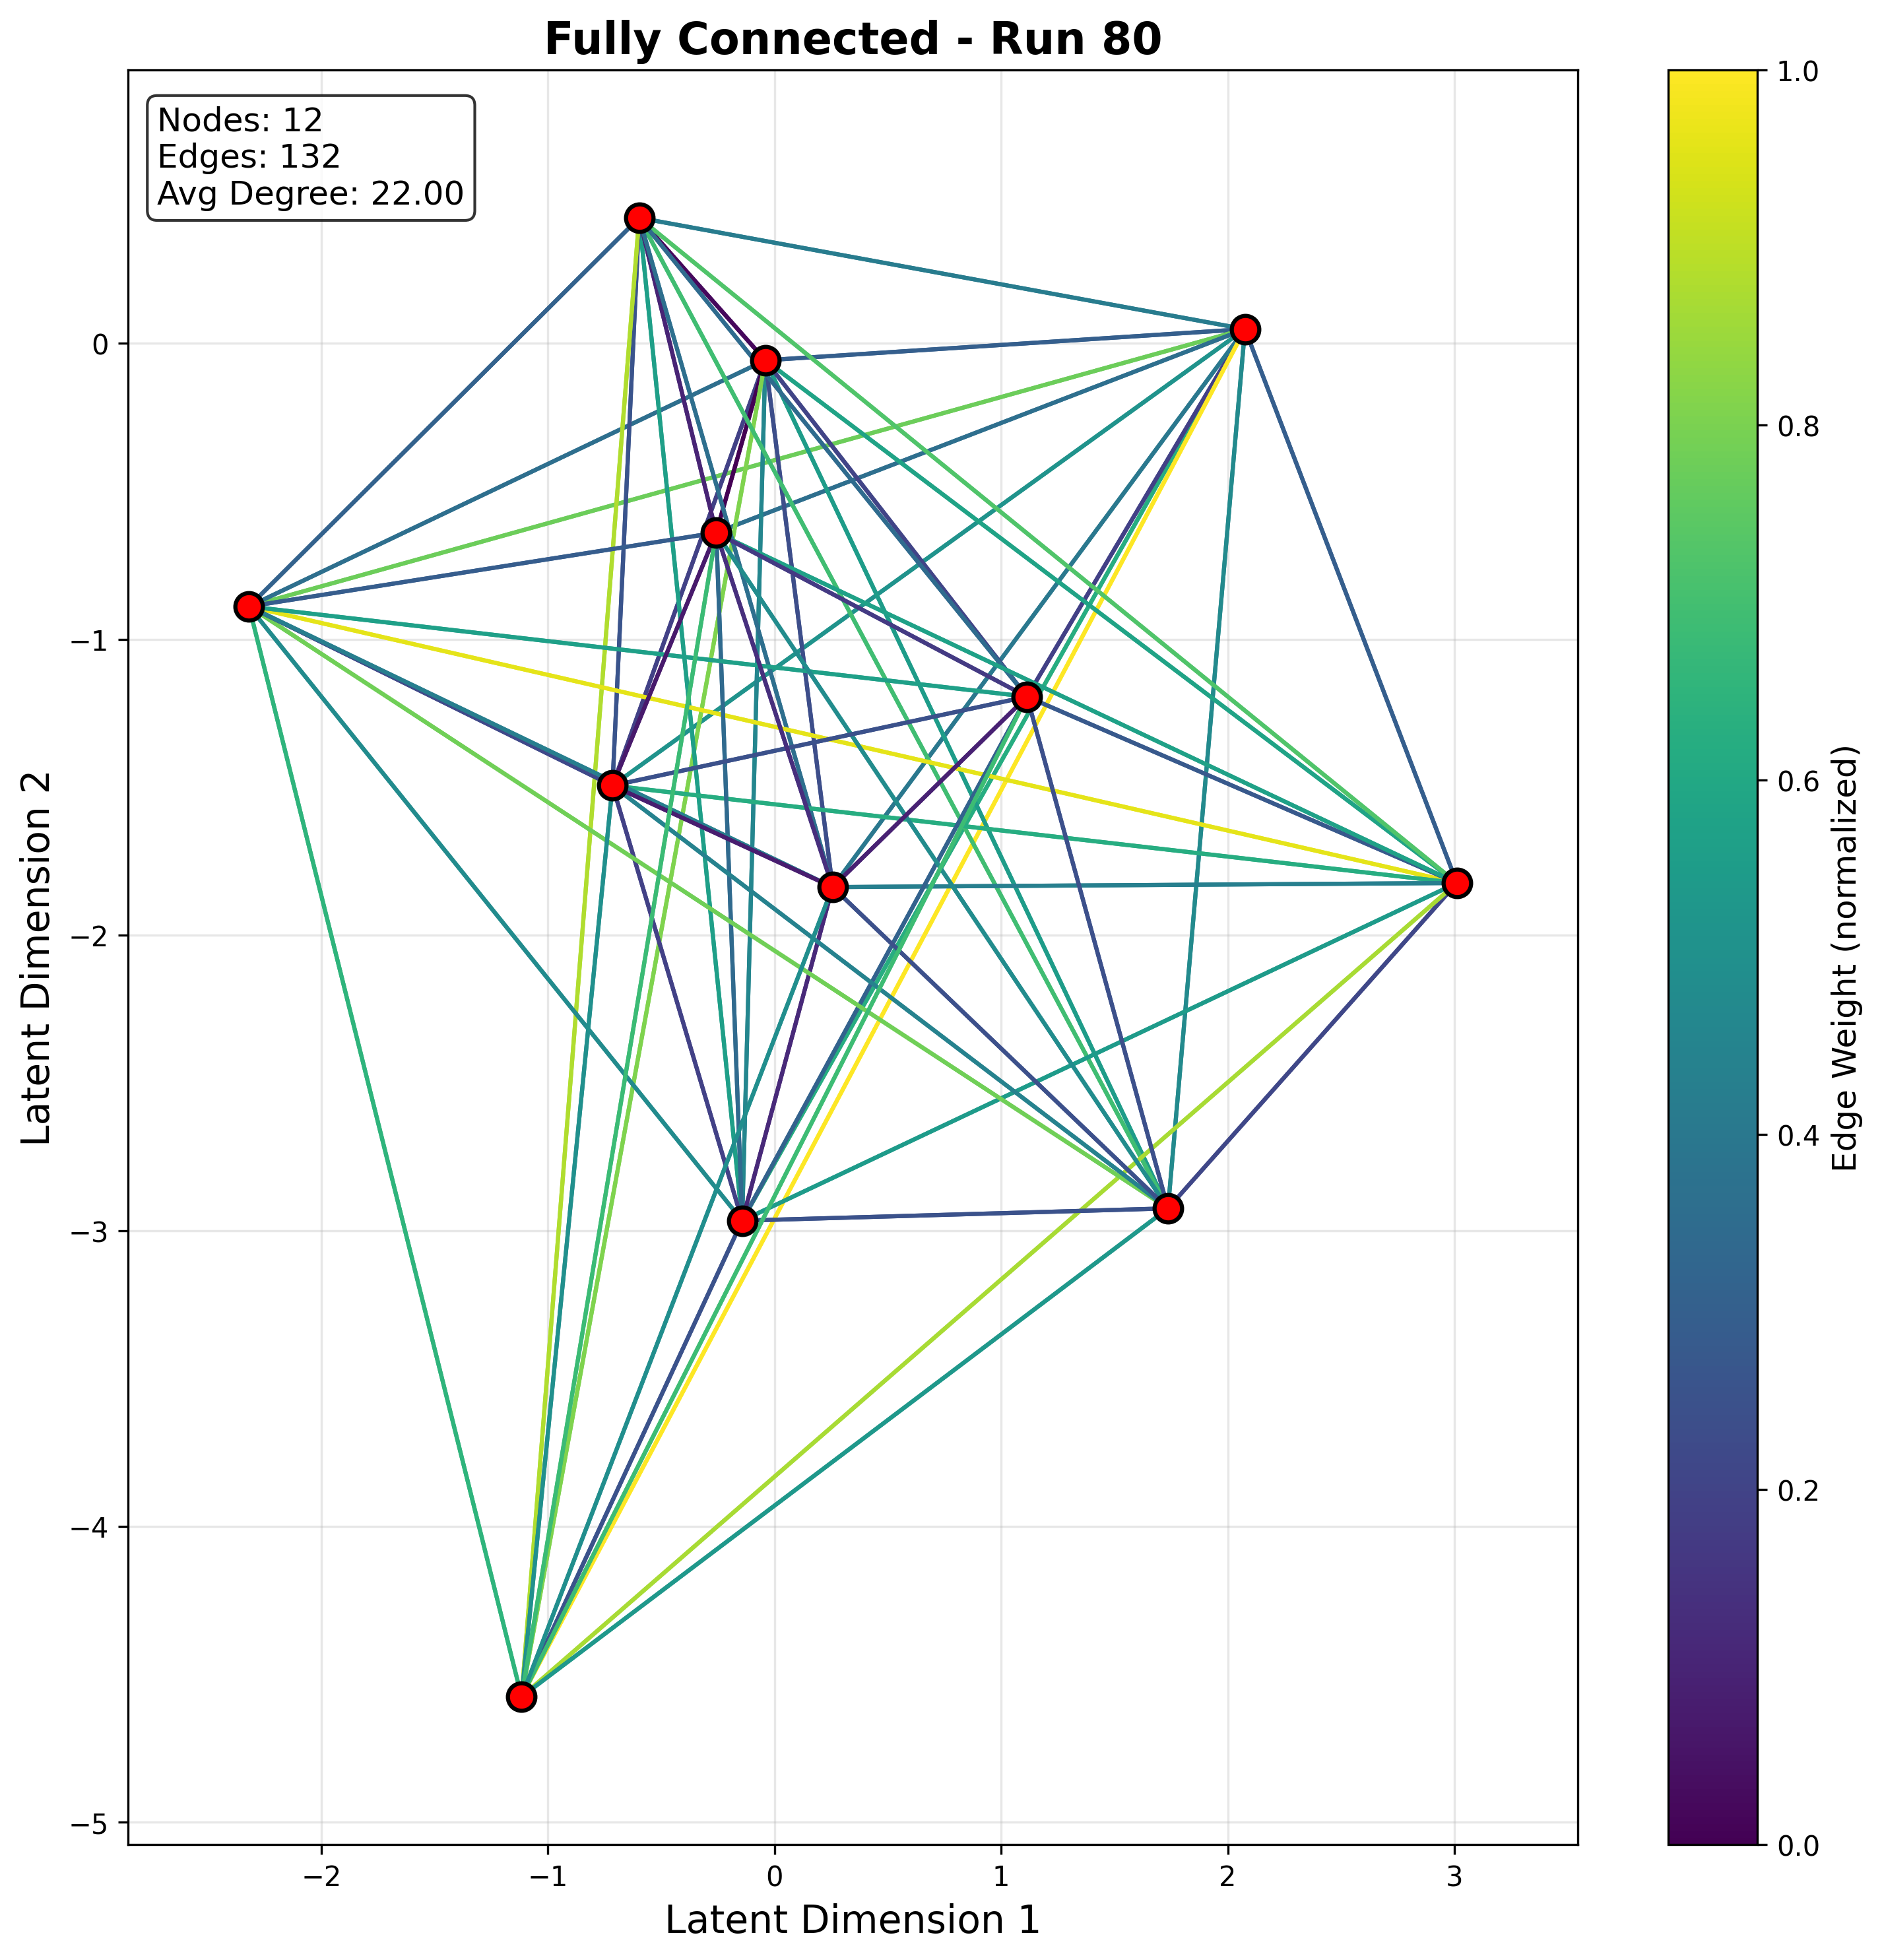 Fully Connected - Run 80
Nodes: 12
Edges: 132
Avg Degree: 22.00
0
−1
−2
−3
−4
−5
Latent Dimension 2
−2
−1
0
1
2
3
Latent Dimension 1
1.0
0.8
0.6
0.4
0.2
0.0
Edge Weight (normalized)